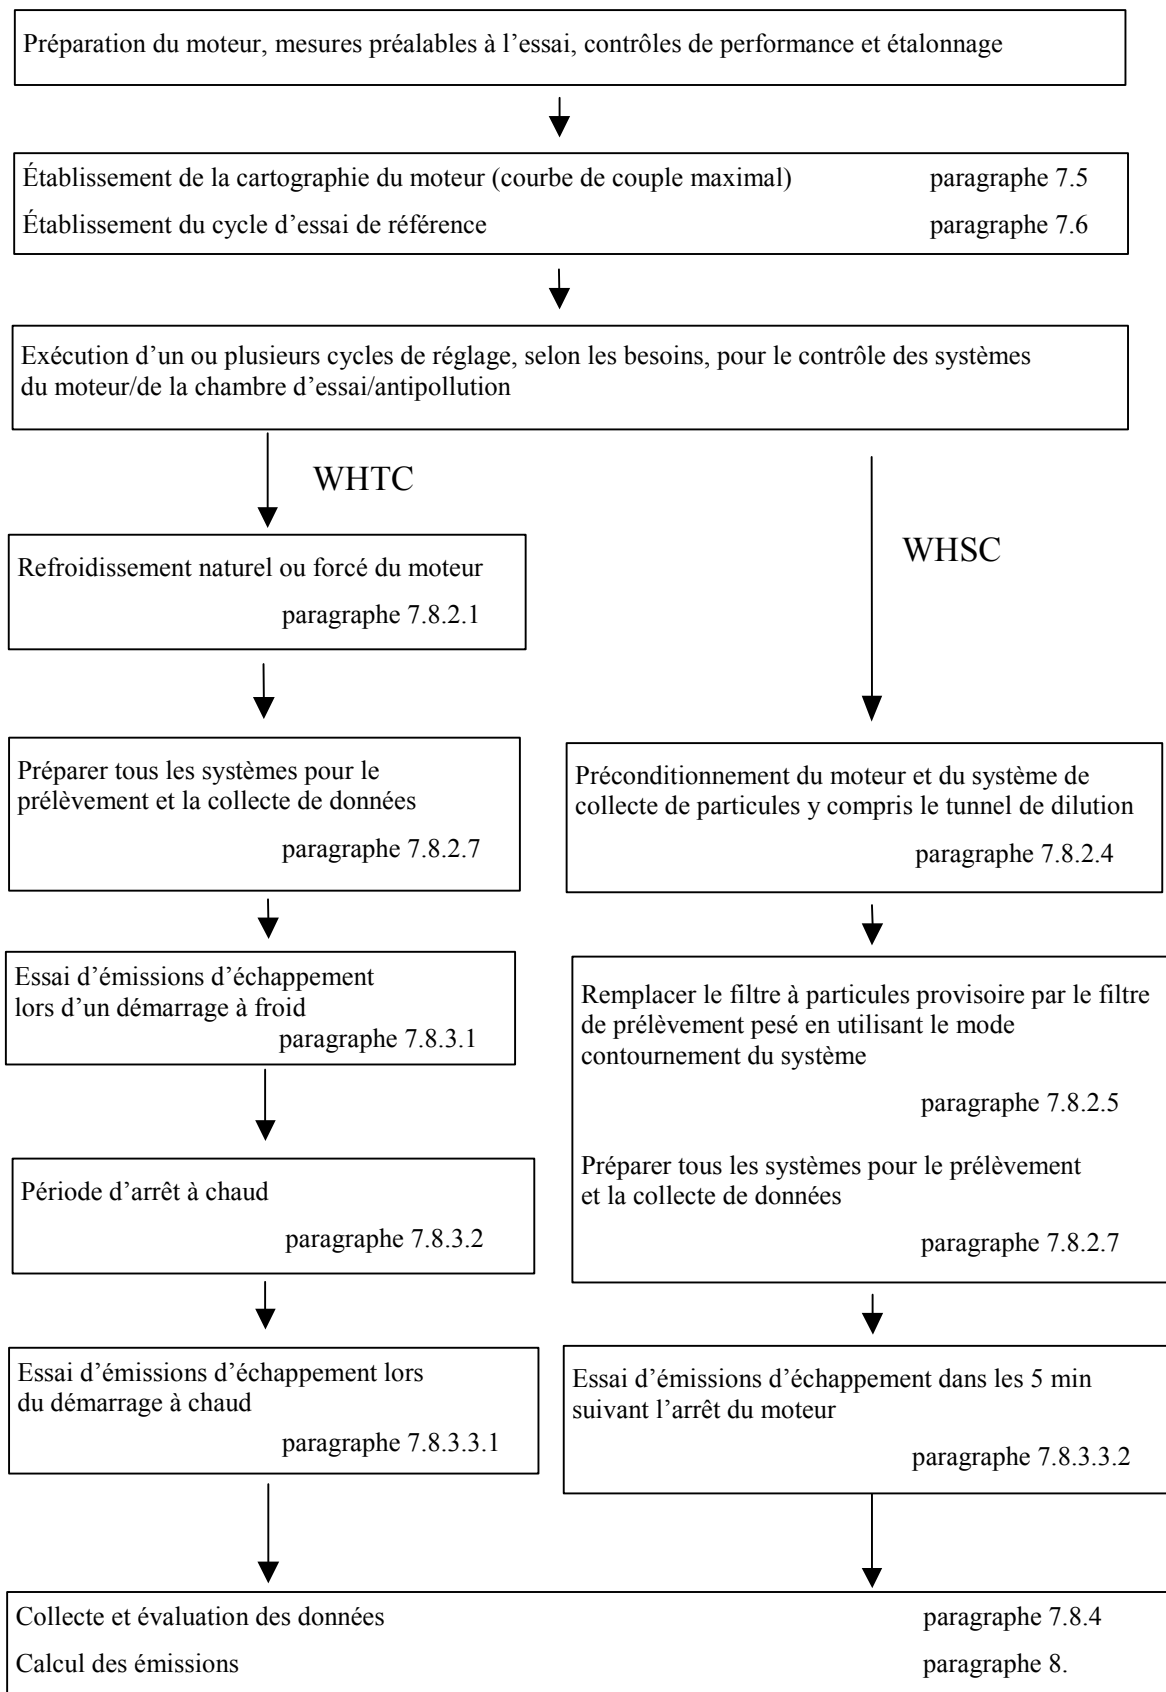 Préparation du moteur, mesures préalables à l’essai, contrôles de performance et étalonnage
Établissement de la cartographie du moteur (courbe de couple maximal) paragraphe 7.5
Établissement du cycle d’essai de référence paragraphe 7.6
Exécution d’un ou plusieurs cycles de réglage, selon les besoins, pour le contrôle des systèmes
du moteur/de la chambre d’essai/antipollution
WHTC
Refroidissement naturel ou forcé du moteur
paragraphe 7.8.2.1
Préparer tous les systèmes pour le
prélèvement et la collecte de données
paragraphe 7.8.2.7
Essai d’émissions d’échappement
lors d’un démarrage à froid
paragraphe 7.8.3.1
Période d’arrêt à chaud
paragraphe 7.8.3.2
Essai d’émissions d’échappement lors
du démarrage à chaud
paragraphe 7.8.3.3.1
WHSC
Préconditionnement du moteur et du système de
collecte de particules y compris le tunnel de dilution
paragraphe 7.8.2.4
Remplacer le filtre à particules provisoire par le filtre
de prélèvement pesé en utilisant le mode
contournement du système
paragraphe 7.8.2.5
Préparer tous les systèmes pour le prélèvement
et la collecte de données
paragraphe 7.8.2.7
Essai d’émissions d’échappement dans les 5 min
suivant l’arrêt du moteur
paragraphe 7.8.3.3.2
Collecte et évaluation des données paragraphe 7.8.4
Calcul des émissions paragraphe 8.